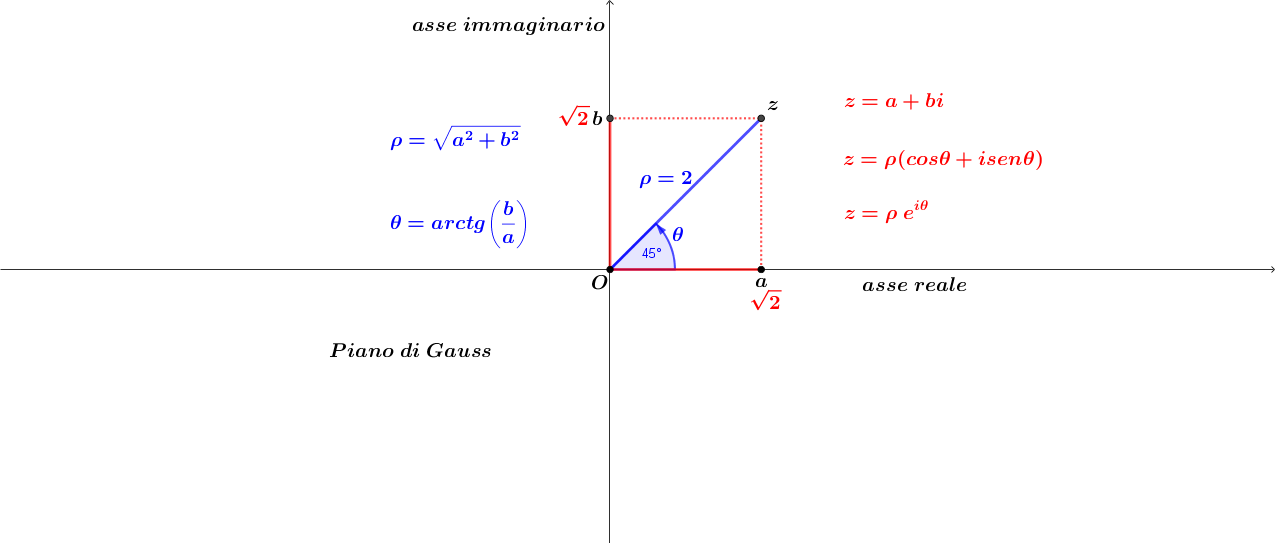 asse immaginario
z
z = a + bi
√2 b
ρ = √(a² + b²)
z = ρ(cosθ + isenθ)
ρ = 2
z = ρ e^{iθ}
θ = arctg(b/a)
θ
45°
O
a
asse reale
√2
Piano di Gauss